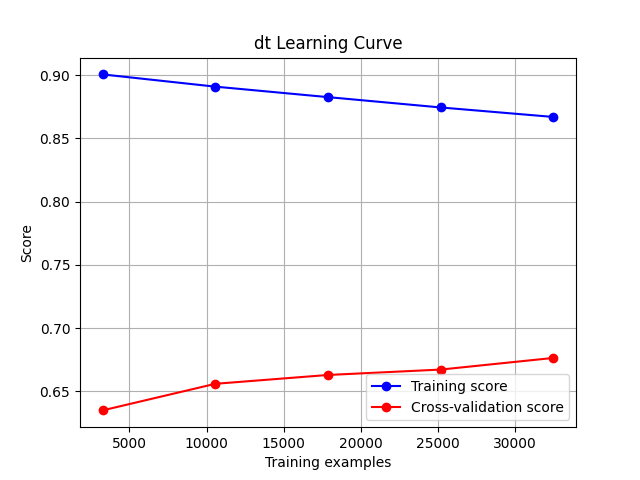 dt Learning Curve
0.90
0.85
0.80
0.75
0.70
0.65
Score
Training score
Cross-validation score
5000 10000 15000 20000 25000 30000
Training examples